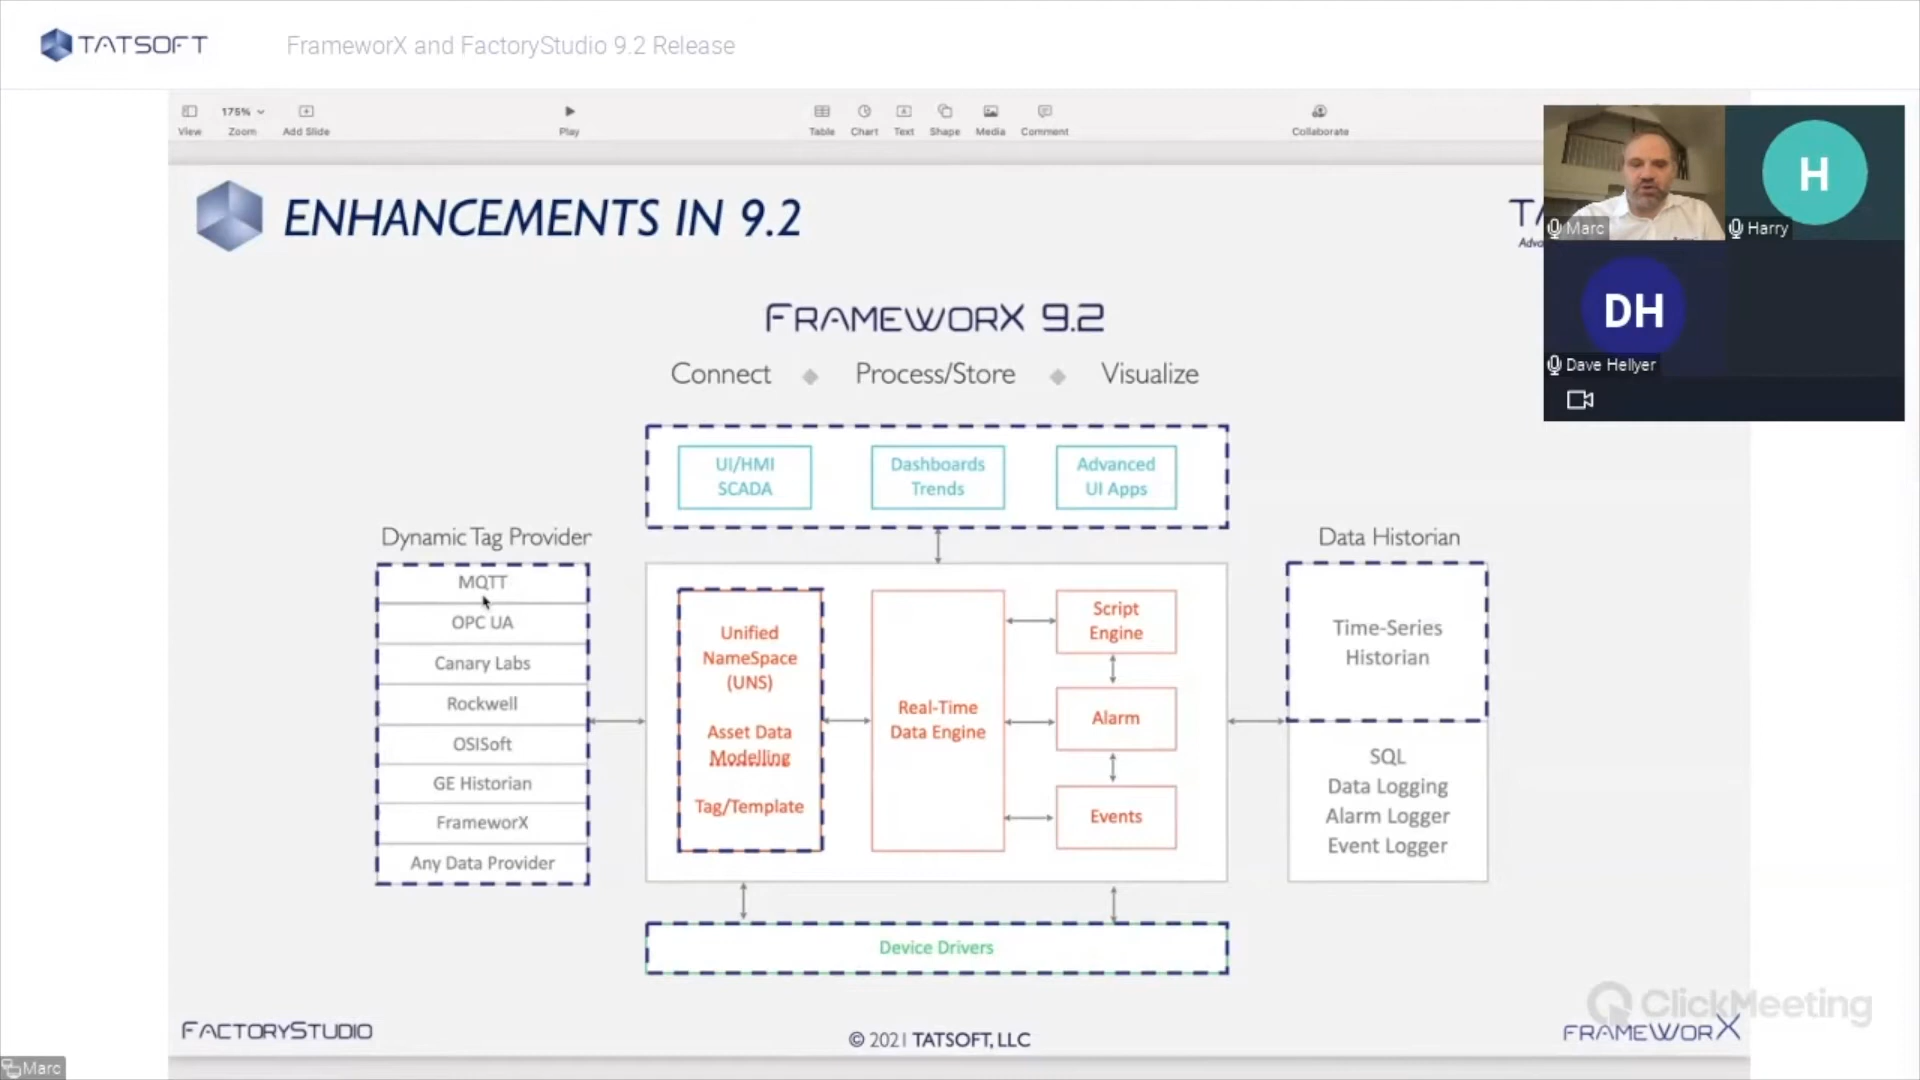 TATSOFT
FrameworX and FactoryStudio 9.2 Release
175%
View
Zoom
Add Slide
Play
Table
Chart
Text
Shape
Media
Comment
Collaborate
H
Marc
Harry
DH
Dave Hellyer
ENHANCEMENTS IN 9.2
FRAMEWORX 9.2
Connect ◆ Process/Store ◆ Visualize
UI/HMI
SCADA
Dashboards
Trends
Advanced
UI Apps
Dynamic Tag Provider
MQTT
OPC UA
Canary Labs
Rockwell
OSISoft
GE Historian
FrameworX
Any Data Provider
Unified
NameSpace
(UNS)
Asset Data
Modelling
Tag/Template
Real-Time
Data Engine
Script
Engine
Alarm
Events
Data Historian
Time-Series
Historian
SQL
Data Logging
Alarm Logger
Event Logger
Device Drivers
FACTORYSTUDIO
© 2021 TATSOFT, LLC
ClickMeeting
FRAMEWORX
Marc